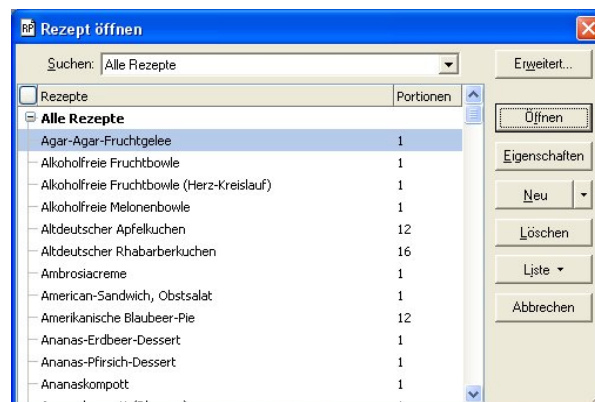 RP Rezept öffnen
Suchen: Alle Rezepte
Erweitert...
Rezepte Portionen
Alle Rezepte
Öffnen
Agar-Agar-Fruchtgelee 1
Alkoholfreie Fruchtbowle 1
Eigenschaften
Alkoholfreie Fruchtbowle (Herz-Kreislauf) 1
Neu
Alkoholfreie Melonenbowle 1
Altdeutscher Apfelkuchen 12
Löschen
Altdeutscher Rhabarberkuchen 16
Liste
Ambrosiacreme 1
American-Sandwich, Obstsalat 1
Abbrechen
Amerikanische Blaubeer-Pie 12
Ananas-Erdbeer-Dessert 1
Ananas-Pfirsich-Dessert 1
Ananaskompott 1